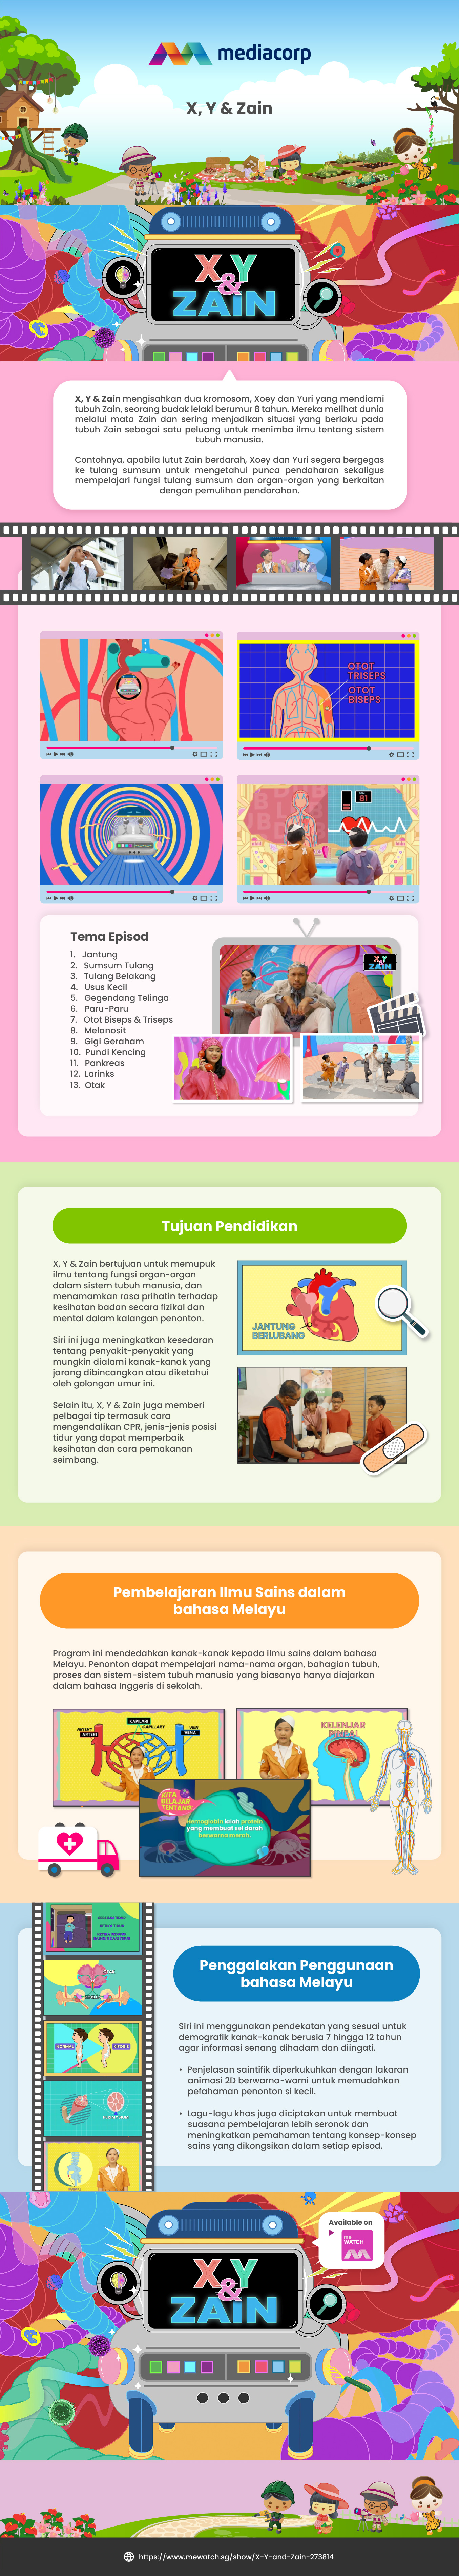 mediacorp
X, Y & Zain
X Y
&
ZAIN
X, Y & Zain mengisahkan dua kromosom, Xoey dan Yuri yang mendiami
tubuh Zain, seorang budak lelaki berumur 8 tahun. Mereka melihat dunia
melalui mata Zain dan sering menjadikan situasi yang berlaku pada
tubuh Zain sebagai satu peluang untuk menimba ilmu tentang sistem
tubuh manusia.
Contohnya, apabila lutut Zain berdarah, Xoey dan Yuri segera bergegas
ke tulang sumsum untuk mengetahui punca pendaharan sekaligus
mempelajari fungsi tulang sumsum dan organ-organ yang berkaitan
dengan pemulihan pendarahan.
OTOT
TRISEPS
OTOT
BISEPS
81
Tema Episod
1. Jantung
2. Sumsum Tulang
3. Tulang Belakang
4. Usus Kecil
5. Gegendang Telinga
6. Paru-Paru
7. Otot Biseps & Triseps
8. Melanosit
9. Gigi Geraham
10. Pundi Kencing
11. Pankreas
12. Larinks
13. Otak
X Y
&
ZAIN
Tujuan Pendidikan
X, Y & Zain bertujuan untuk memupuk
ilmu tentang fungsi organ-organ
dalam sistem tubuh manusia, dan
menamamkan rasa prihatin terhadap
kesihatan badan secara fizikal dan
mental dalam kalangan penonton.
Siri ini juga meningkatkan kesedaran
tentang penyakit-penyakit yang
mungkin dialami kanak-kanak yang
jarang dibincangkan atau diketahui
oleh golongan umur ini.
Selain itu, X, Y & Zain juga memberi
pelbagai tip termasuk cara
mengendalikan CPR, jenis-jenis posisi
tidur yang dapat memperbaik
kesihatan dan cara pemakanan
seimbang.
JANTUNG
BERLUBANG
Pembelajaran Ilmu Sains dalam
bahasa Melayu
Program ini mendedahkan kanak-kanak kepada ilmu sains dalam bahasa
Melayu. Penonton dapat mempelajari nama-nama organ, bahagian tubuh,
proses dan sistem-sistem tubuh manusia yang biasanya hanya diajarkan
dalam bahasa Inggeris di sekolah.
KAPILARI
CAPILLARY
ARTERY
ARTERI
VEIN
VENA
KELENJAR
KITA
BELAJAR
TENTANG
Hemoglobin ialah protein
yang membuat sel darah
berwarna merah.
Penggalakan Penggunaan
bahasa Melayu
Siri ini menggunakan pendekatan yang sesuai untuk
demografik kanak-kanak berusia 7 hingga 12 tahun
agar informasi senang dihadam dan diingati.
• Penjelasan saintifik diperkukuhkan dengan lakaran
animasi 2D berwarna-warni untuk memudahkan
pefahaman penonton si kecil.
• Lagu-lagu khas juga diciptakan untuk membuat
suasana pembelajaran lebih seronok dan
meningkatkan pemahaman tentang konsep-konsep
sains yang dikongsikan dalam setiap episod.
NORMAL
KIFOSIS
Available on
me
WATCH
X Y
&
ZAIN
https://www.mewatch.sg/show/X-Y-and-Zain-273814